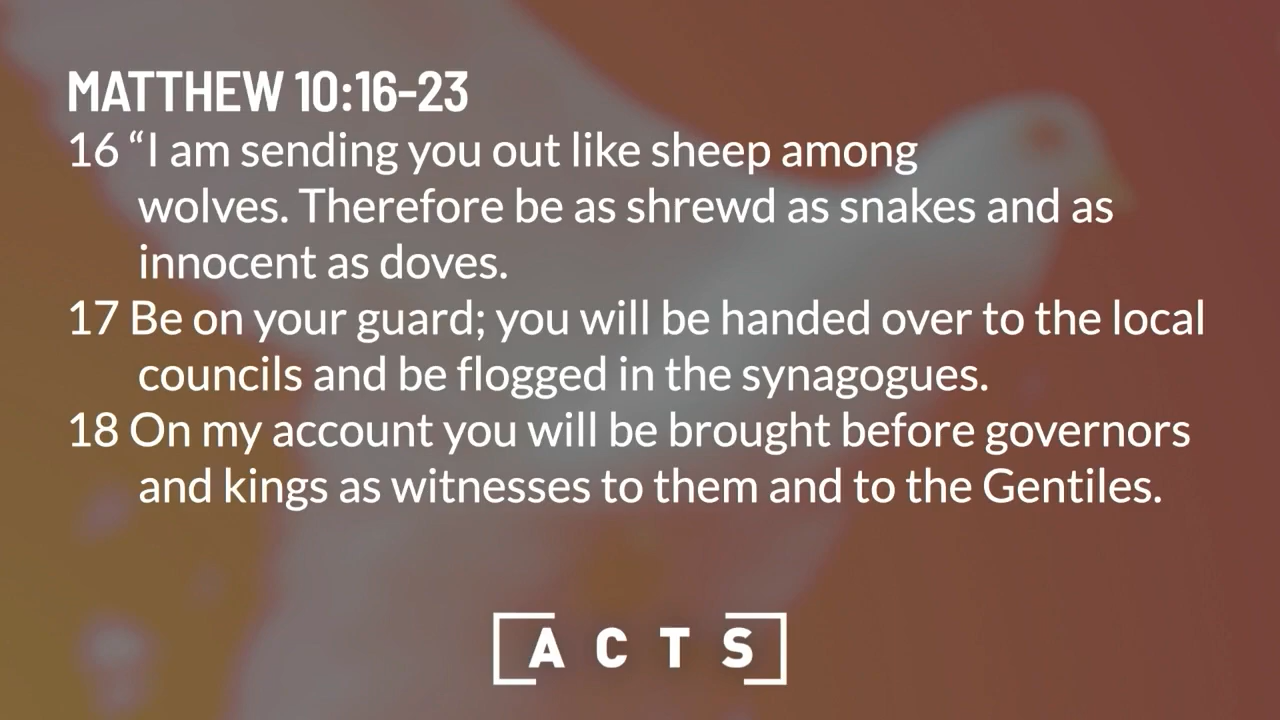 MATTHEW 10:16-23
16 “I am sending you out like sheep among
wolves. Therefore be as shrewd as snakes and as
innocent as doves.
17 Be on your guard; you will be handed over to the local
councils and be flogged in the synagogues.
18 On my account you will be brought before governors
and kings as witnesses to them and to the Gentiles.
ACTS